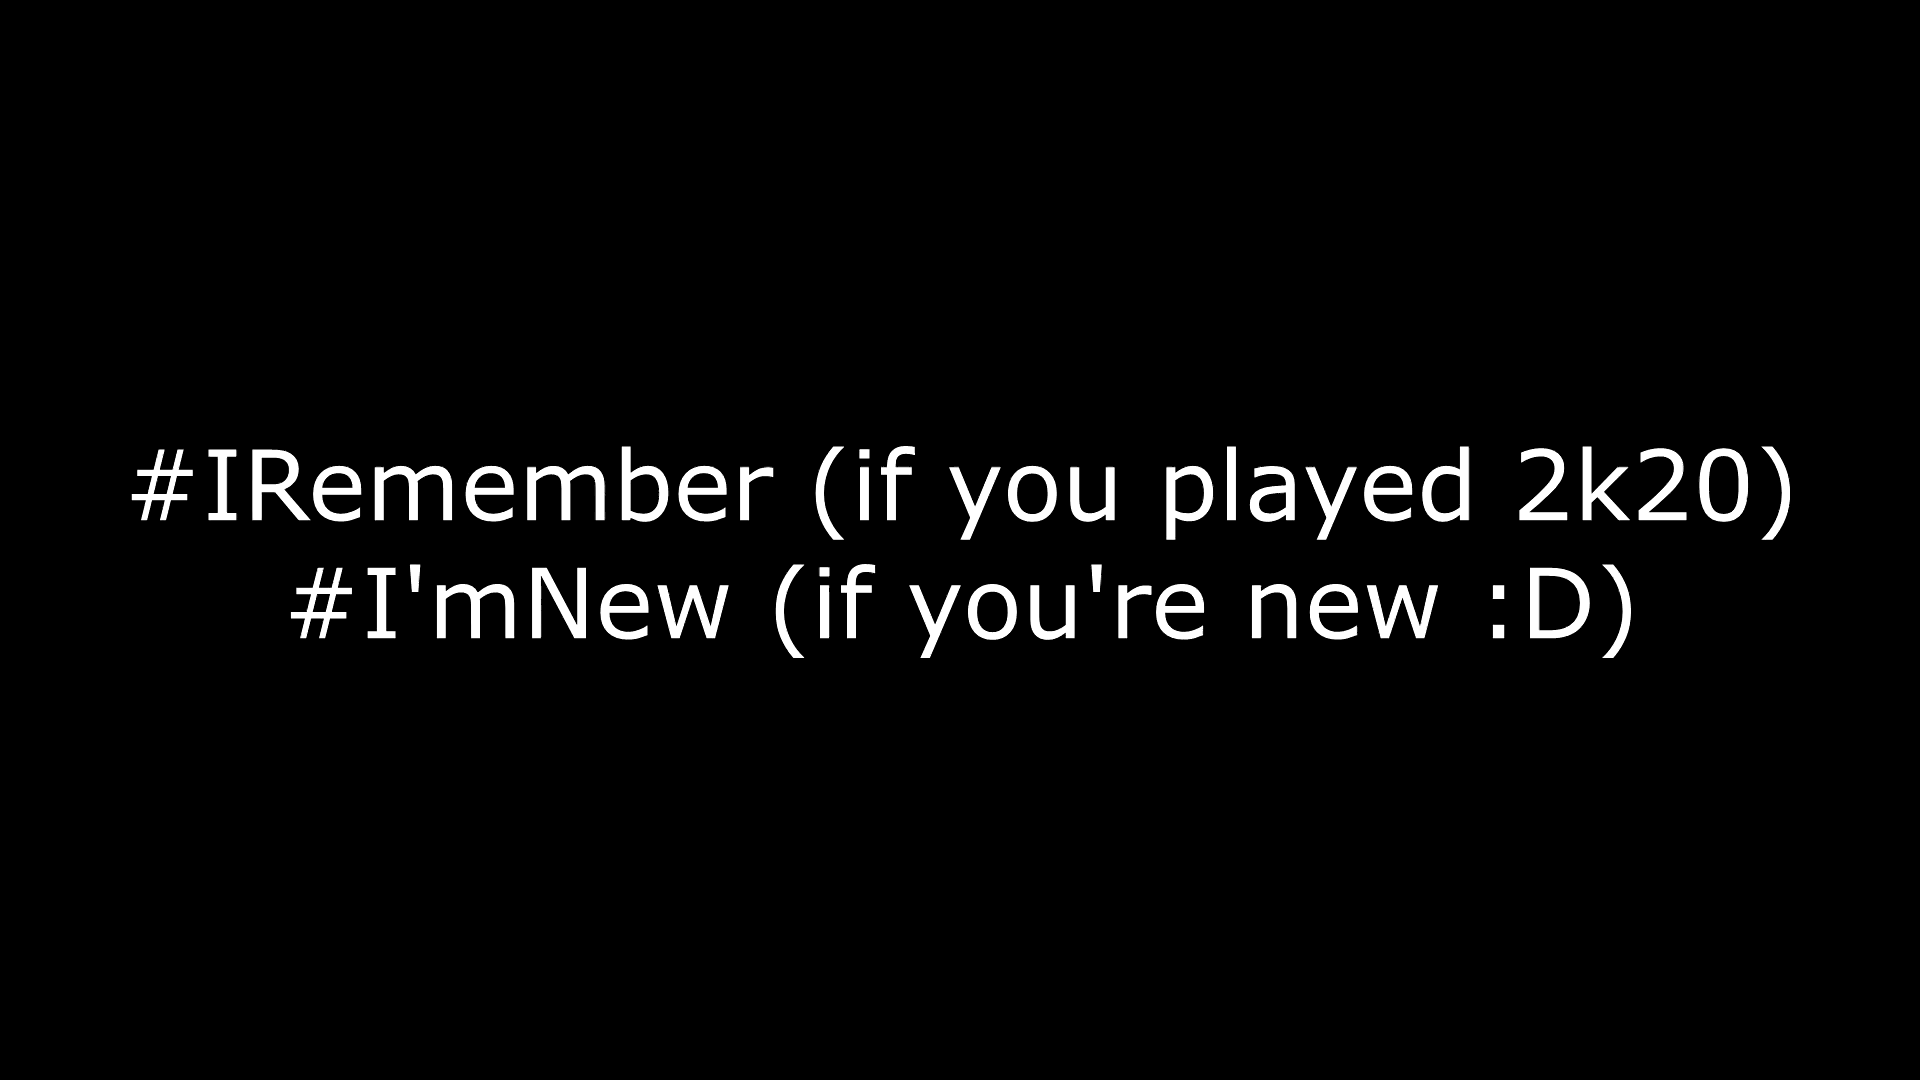 #IRemember (if you played 2k20)
#I'mNew (if you're new :D)